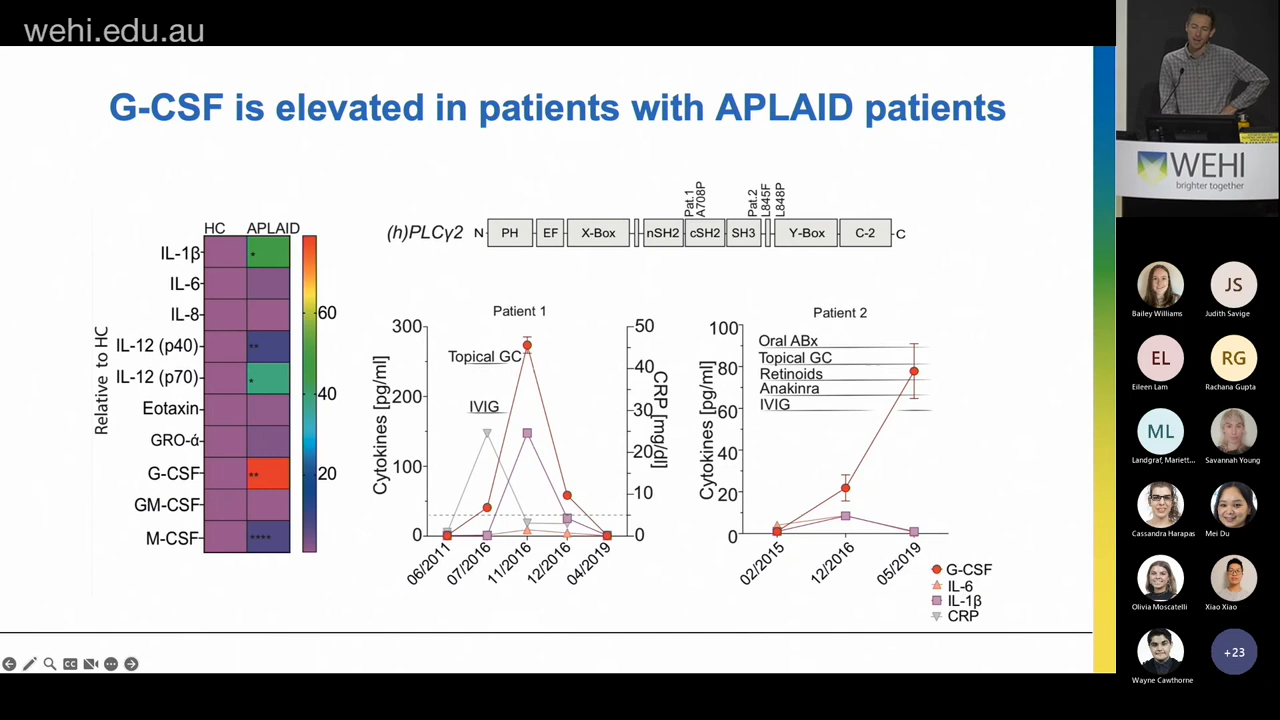 wehi.edu.au
G-CSF is elevated in patients with APLAID patients
HC APLAID
Relative to HC
IL-1β
IL-6
IL-8
IL-12 (p40)
IL-12 (p70)
Eotaxin
GRO-α
G-CSF
GM-CSF
M-CSF
*
**
*
**
****
60
40
20
(h)PLCγ2 N PH EF X-Box nSH2 cSH2 SH3 Y-Box C-2 C
Pat.1
A708P
Pat.2
L845F
L848P
Patient 1
Cytokines [pg/ml]
300
200
100
0
Topical GC
IVIG
50
40
30
20
10
0
CRP [mg/dl]
06/2011
07/2016
11/2016
12/2016
04/2019
Patient 2
Cytokines [pg/ml]
100
80
60
40
20
0
Oral ABx
Topical GC
Retinoids
Anakinra
IVIG
02/2015
12/2016
05/2019
G-CSF
IL-6
IL-1β
CRP
WEHI
brighter together
Bailey Williams
JS
Judith Savige
EL
Eileen Lam
RG
Rachana Gupta
ML
Landgraf, Mariett...
Savannah Young
Cassandra Harapas
Mei Du
Olivia Moscatelli
Xiao Xiao
Wayne Cawthorne
+23
CC